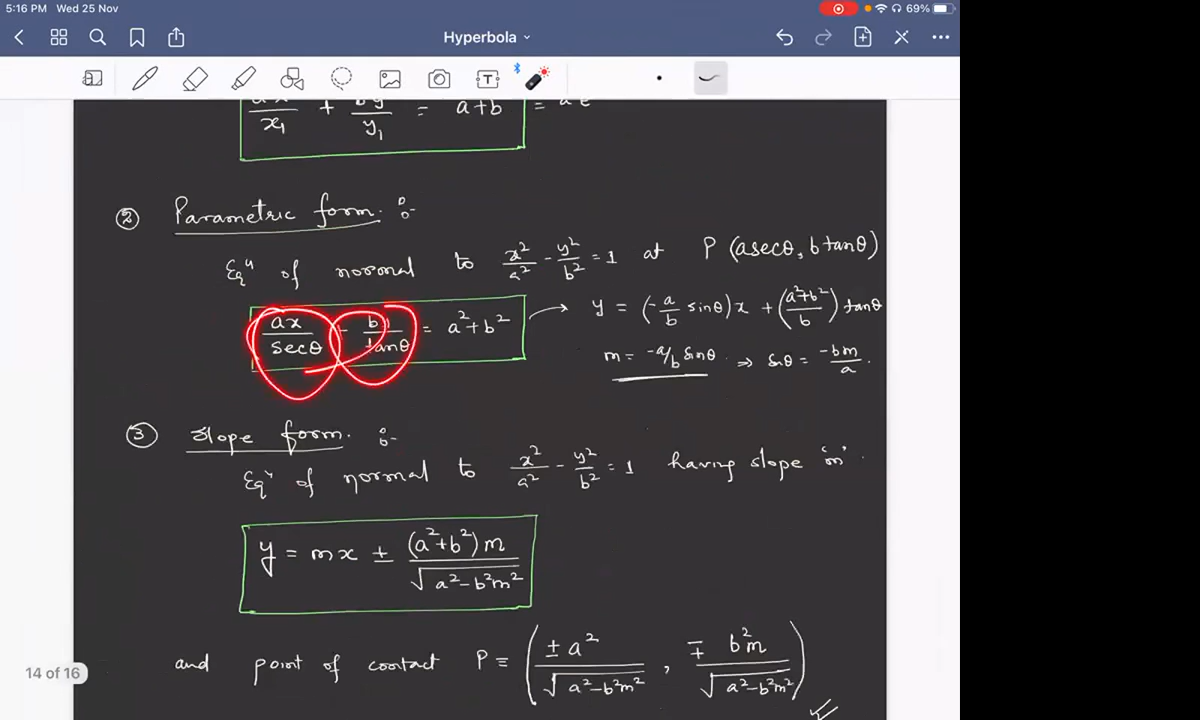 5:16 PM Wed 25 Nov 69%
Hyperbola
ax/x₁ + by/y₁ = a+b = a e
② Parametric form :-
Eqⁿ of normal to x²/a² - y²/b² = 1 at P (a secθ, b tanθ)
ax/secθ + b/tanθ = a²+b² → y = (-a/b sinθ)x + (a²+b²/b) tanθ
m = -a/b sinθ ⇒ sinθ = -bm/a.
③ Slope form :-
Eqⁿ of normal to x²/a² - y²/b² = 1 having slope 'm'.
y = mx ± (a²+b²)m/√a²-b²m²
and point of contact P ≡ (±a²/√a²-b²m², ∓b²m/√a²-b²m²)
14 of 16